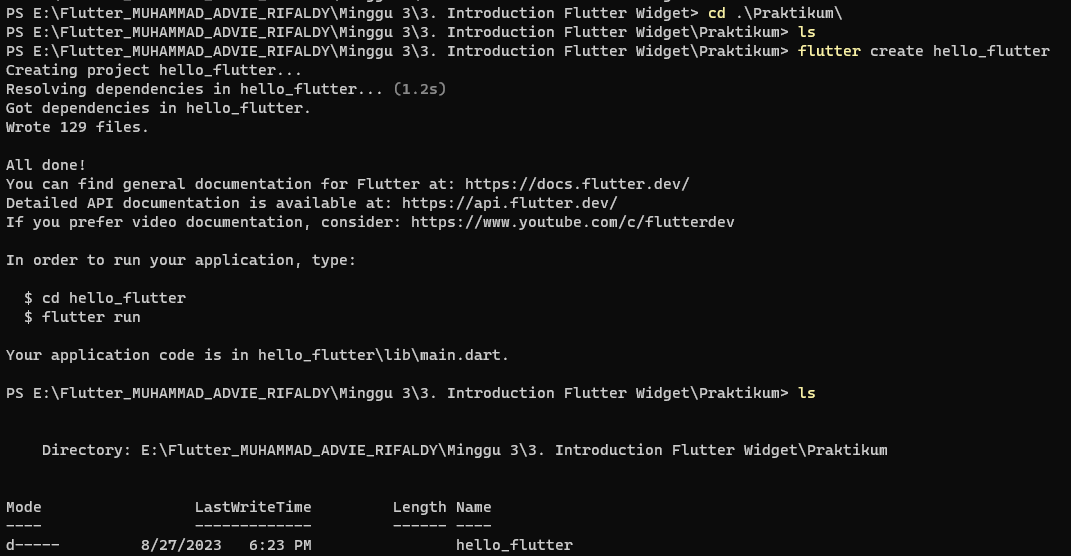 PS E:\Flutter_MUHAMMAD_ADVIE_RIFALDY\Minggu 3\3. Introduction Flutter Widget> cd .\Praktikum\
PS E:\Flutter_MUHAMMAD_ADVIE_RIFALDY\Minggu 3\3. Introduction Flutter Widget\Praktikum> ls
PS E:\Flutter_MUHAMMAD_ADVIE_RIFALDY\Minggu 3\3. Introduction Flutter Widget\Praktikum> flutter create hello_flutter
Creating project hello_flutter...
Resolving dependencies in hello_flutter... (1.2s)
Got dependencies in hello_flutter.
Wrote 129 files.

All done!
You can find general documentation for Flutter at: https://docs.flutter.dev/
Detailed API documentation is available at: https://api.flutter.dev/
If you prefer video documentation, consider: https://www.youtube.com/c/flutterdev

In order to run your application, type:

  $ cd hello_flutter
  $ flutter run

Your application code is in hello_flutter\lib\main.dart.

PS E:\Flutter_MUHAMMAD_ADVIE_RIFALDY\Minggu 3\3. Introduction Flutter Widget\Praktikum> ls


    Directory: E:\Flutter_MUHAMMAD_ADVIE_RIFALDY\Minggu 3\3. Introduction Flutter Widget\Praktikum


Mode                 LastWriteTime         Length Name
----                 -------------         ------ ----
d-----         8/27/2023   6:23 PM                hello_flutter